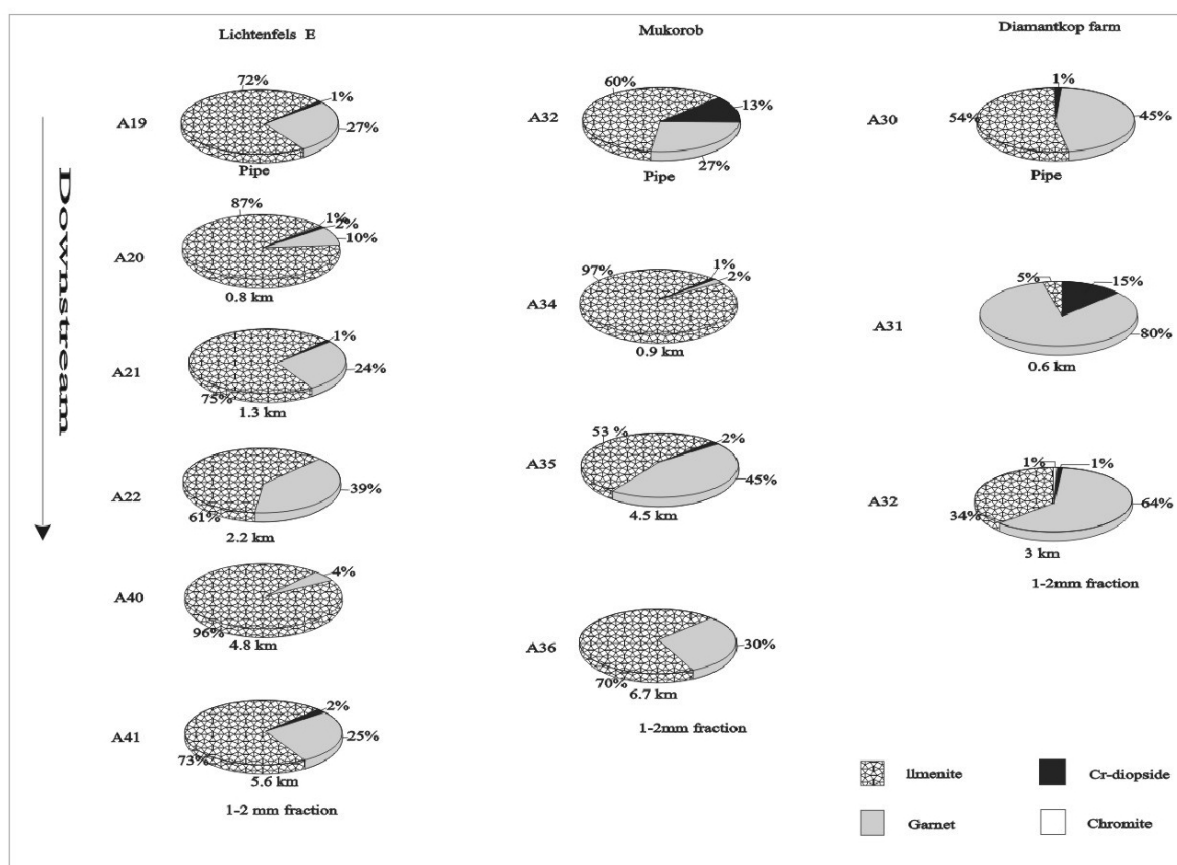 Lichtenfels E
72%
1%
A19
27%
Pipe
87%
1%
2%
10%
A20
0.8 km
1%
A21
24%
75%
1.3 km
39%
A22
61%
2.2 km
4%
A40
96%
4.8 km
2%
A41
25%
73%
5.6 km
1-2 mm fraction
Downstream
Mukorob
60%
13%
A32
27%
Pipe
97%
1%
2%
A34
0.9 km
53 %
2%
A35
45%
4.5 km
A36
30%
70%
6.7 km
1-2mm fraction
Diamantkop farm
1%
A30
54%
45%
Pipe
5%
15%
A31
80%
0.6 km
1%
1%
A32
64%
34%
3 km
1-2mm fraction
Ilmenite
Cr-diopside
Garnet
Chromite